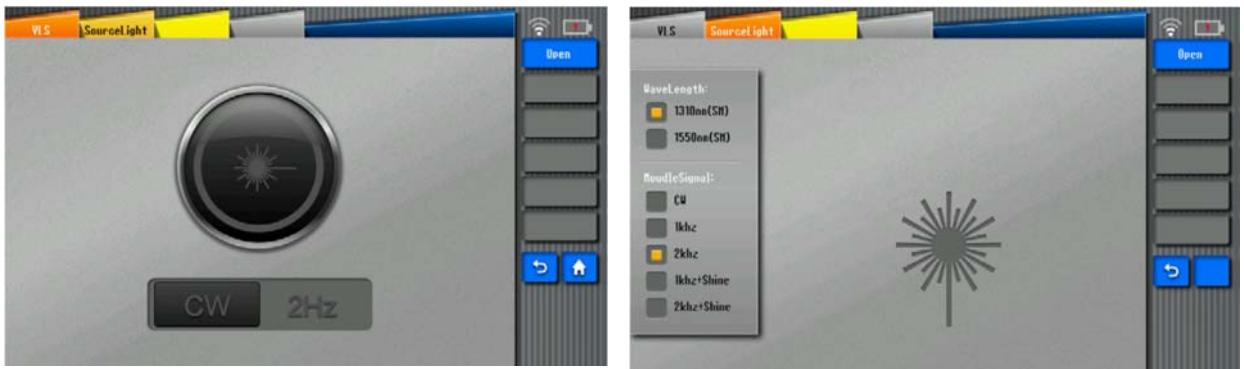 VLS SourceLight
Open
CW 2Hz
VLS SourceLight
Open
WaveLength:
1310nm(SM)
1550nm(SM)
MoudleSignal:
CW
1khz
2khz
1khz+Shine
2khz+Shine